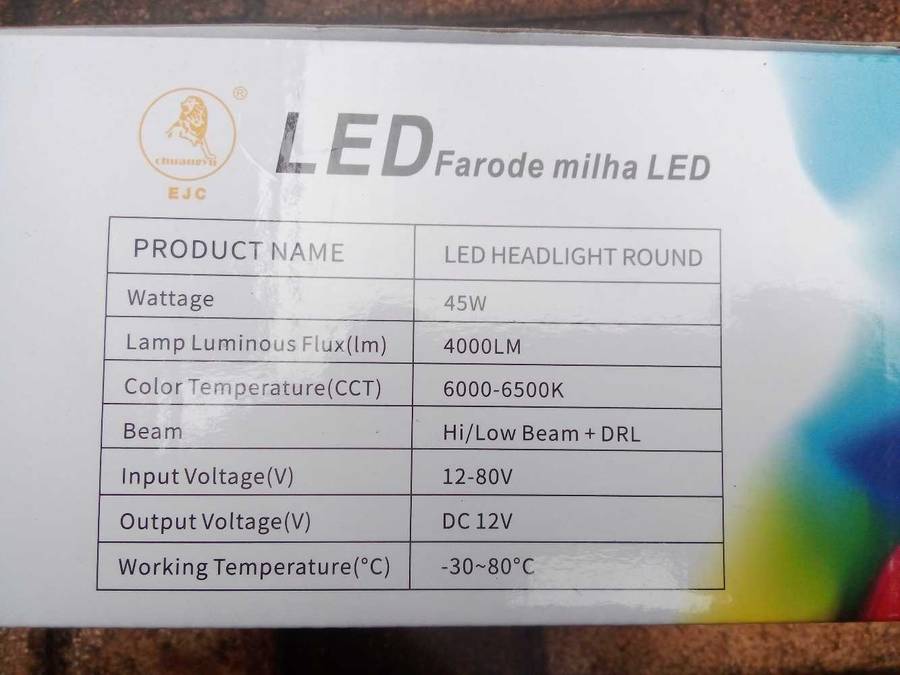 ®
chuangyii
EJC
LED Farode milha LED
PRODUCT NAME LED HEADLIGHT ROUND
Wattage 45W
Lamp Luminous Flux(lm) 4000LM
Color Temperature(CCT) 6000-6500K
Beam Hi/Low Beam + DRL
Input Voltage(V) 12-80V
Output Voltage(V) DC 12V
Working Temperature(°C) -30~80°C